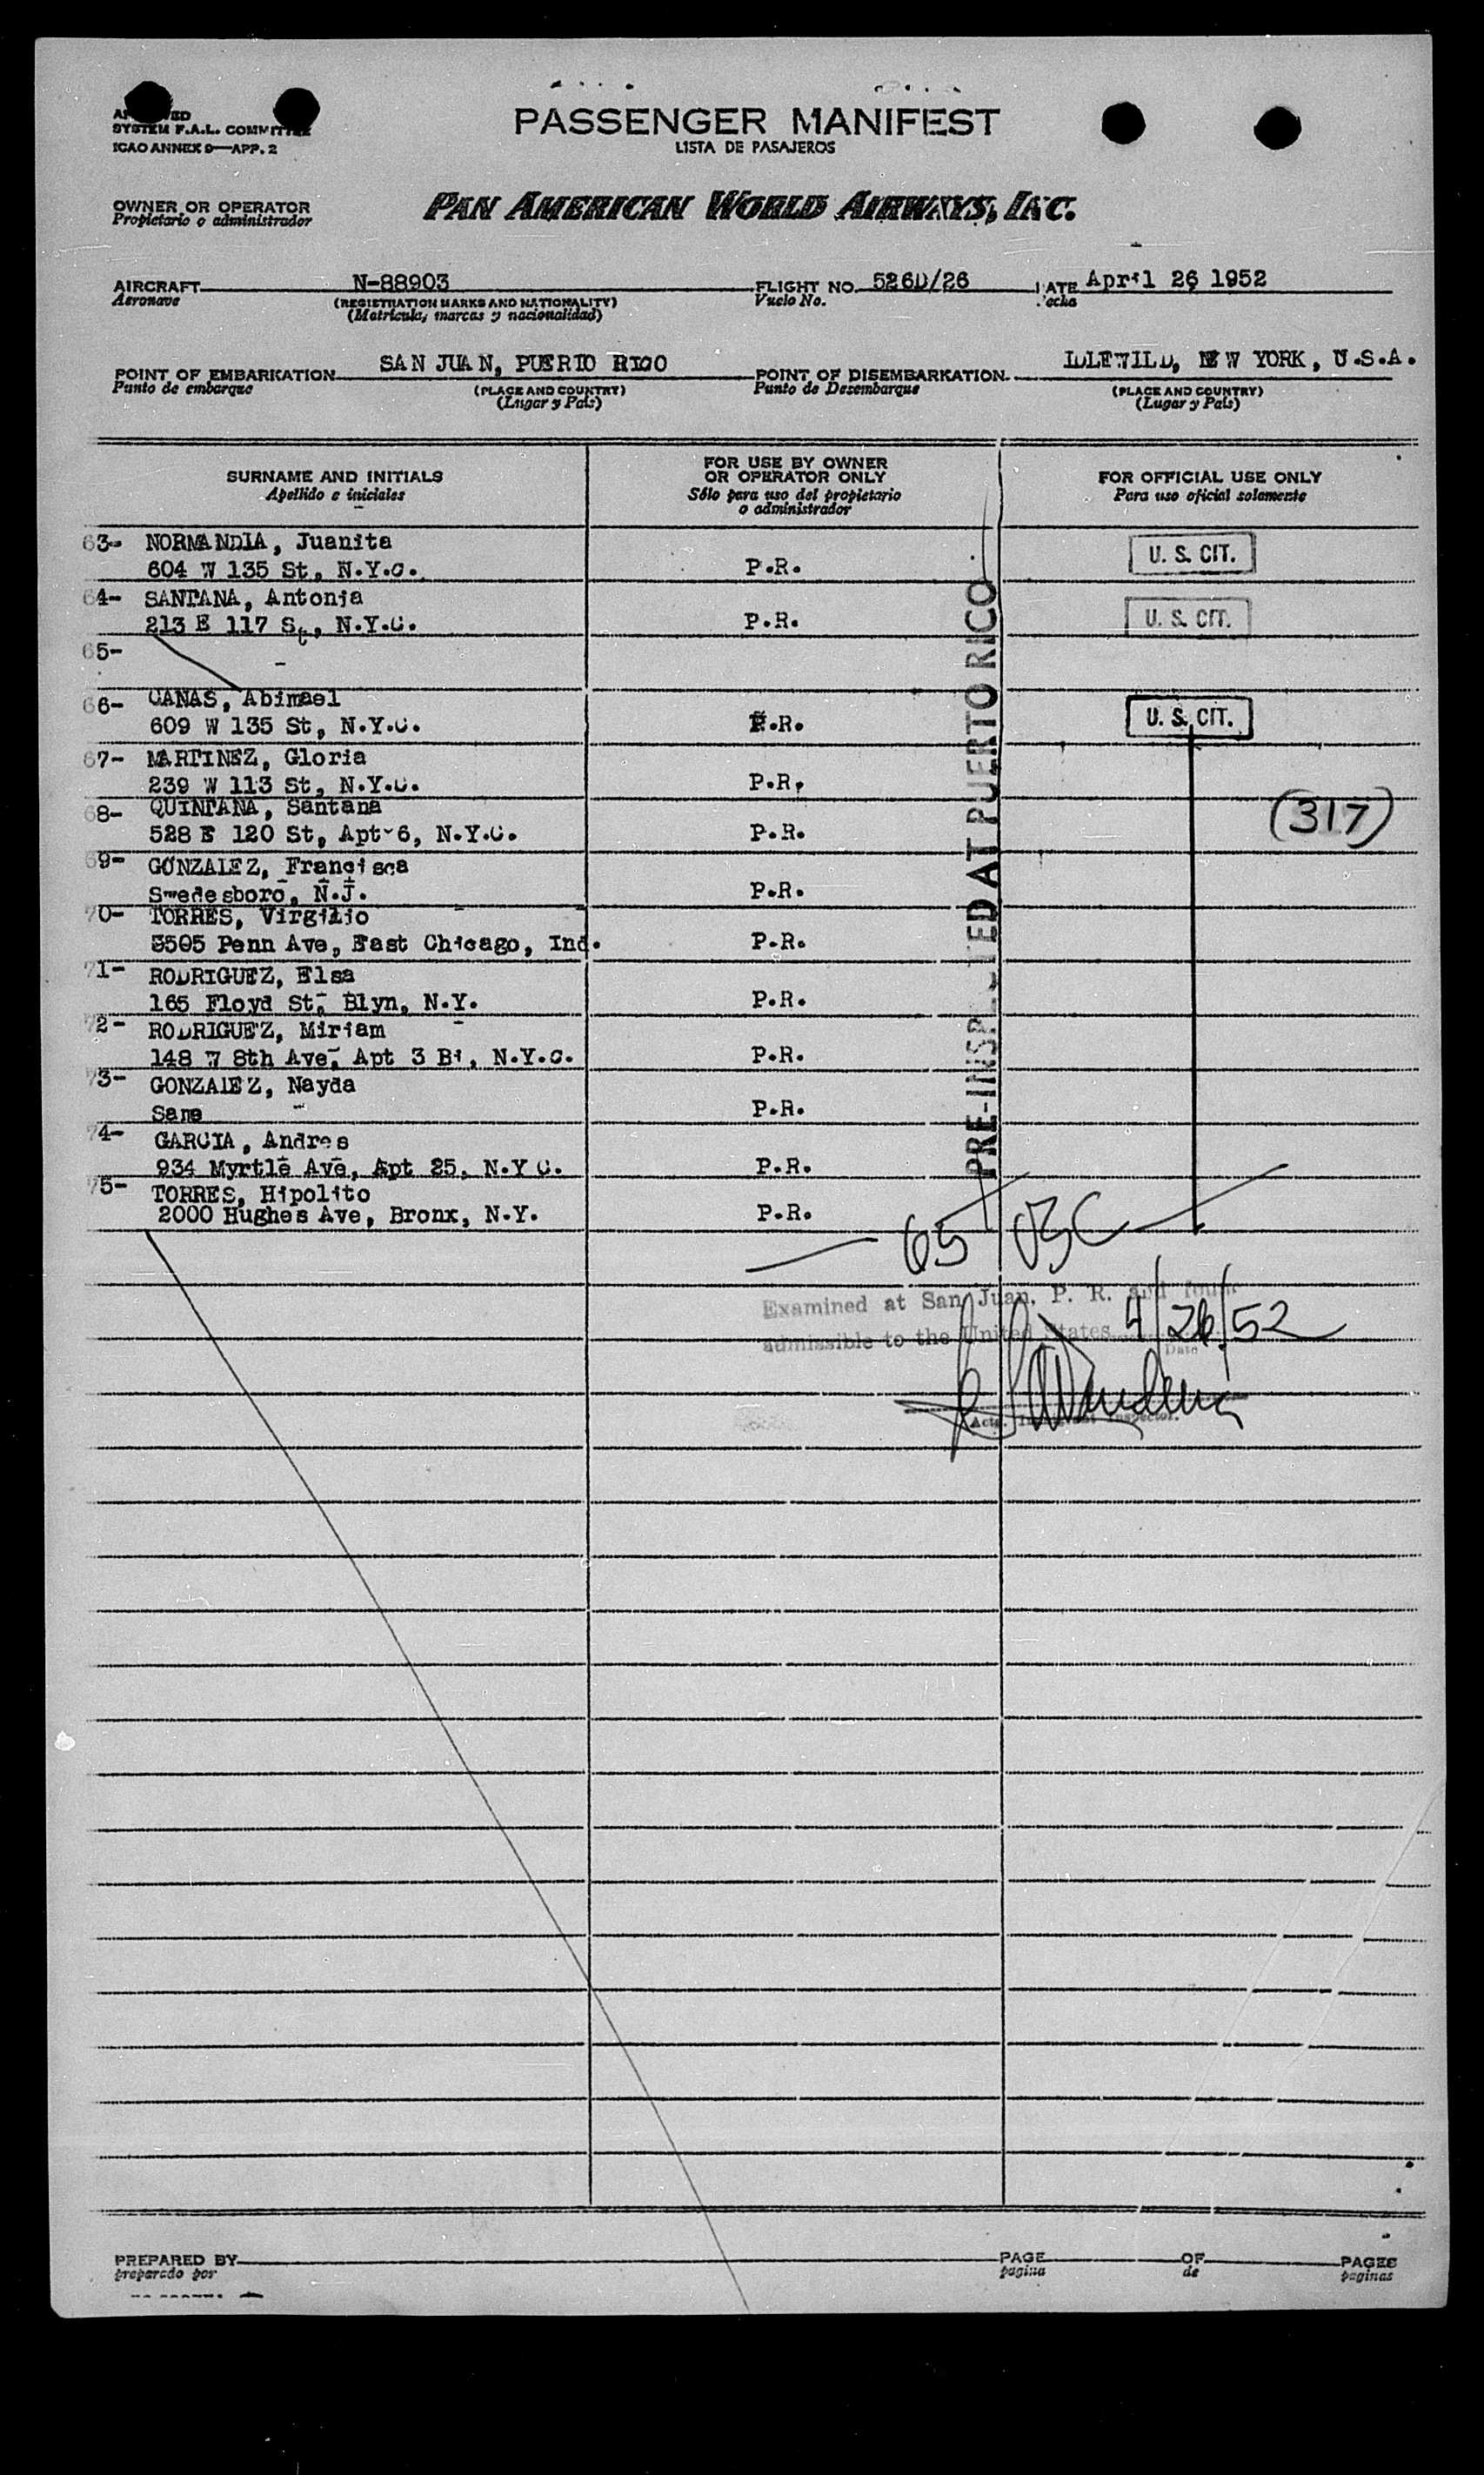 SYSTEM F.A.L.
ICAO ANNEX 9—APP. 2
PASSENGER MANIFEST
LISTA DE PASAJEROS
OWNER OR OPERATOR
Propietario o administrador
PAN AMERICAN WORLD AIRWAYS, INC.
AIRCRAFT N-88903 FLIGHT NO. 526D/26 DATE April 26 1952
Aeronave (REGISTRATION MARKS AND NATIONALITY) Vuelo No. Fecha
(Matricula, marcas y nacionalidad)
POINT OF EMBARKATION SAN JUAN, PUERTO RICO POINT OF DISEMBARKATION IDLEWILD, NEW YORK, U.S.A.
Punto de embarque (PLACE AND COUNTRY) Punto de Desembarque (PLACE AND COUNTRY)
(Lugar y Pais) (Lugar y Pais)
SURNAME AND INITIALS
Apellido e iniciales
FOR USE BY OWNER
OR OPERATOR ONLY
Sólo para uso del propietario
o administrador
FOR OFFICIAL USE ONLY
Para uso oficial solamente
63- NORMANDIA, Juanita
604 W 135 St, N.Y.C. P.R. U. S. CIT.
64- SANTANA, Antonia
213 E 117 St, N.Y.C. P.R. U. S. CIT.
65-
66- CANAS, Abimael
609 W 135 St, N.Y.C. P.R. U. S. CIT.
67- MARTINEZ, Gloria
239 W 113 St, N.Y.C. P.R.
68- QUINTANA, Santana
528 E 120 St, Apt-6, N.Y.C. P.R. (317)
69- GONZALEZ, Francisca
Swedesboro, N.J. P.R.
70- TORRES, Virgilio
3505 Penn Ave, East Chicago, Ind. P.R.
71- RODRIGUEZ, Elsa
165 Floyd St, Blyn, N.Y. P.R.
72- RODRIGUEZ, Miriam
148 W 8th Ave, Apt 3 Bi, N.Y.C. P.R.
73- GONZALEZ, Nayda
Same P.R.
74- GARCIA, Andres
934 Myrtle Ave, Apt 25, N.Y C. P.R.
75- TORRES, Hipolito
2000 Hughes Ave, Bronx, N.Y. P.R.
PRE-INSPECTED AT PUERTO RICO
65
Examined at San Juan, P. R. and found
admissible to the United States 4/26/52
Date
Inspector.
PREPARED BY PAGE OF PAGES
preparado por pagina de paginas